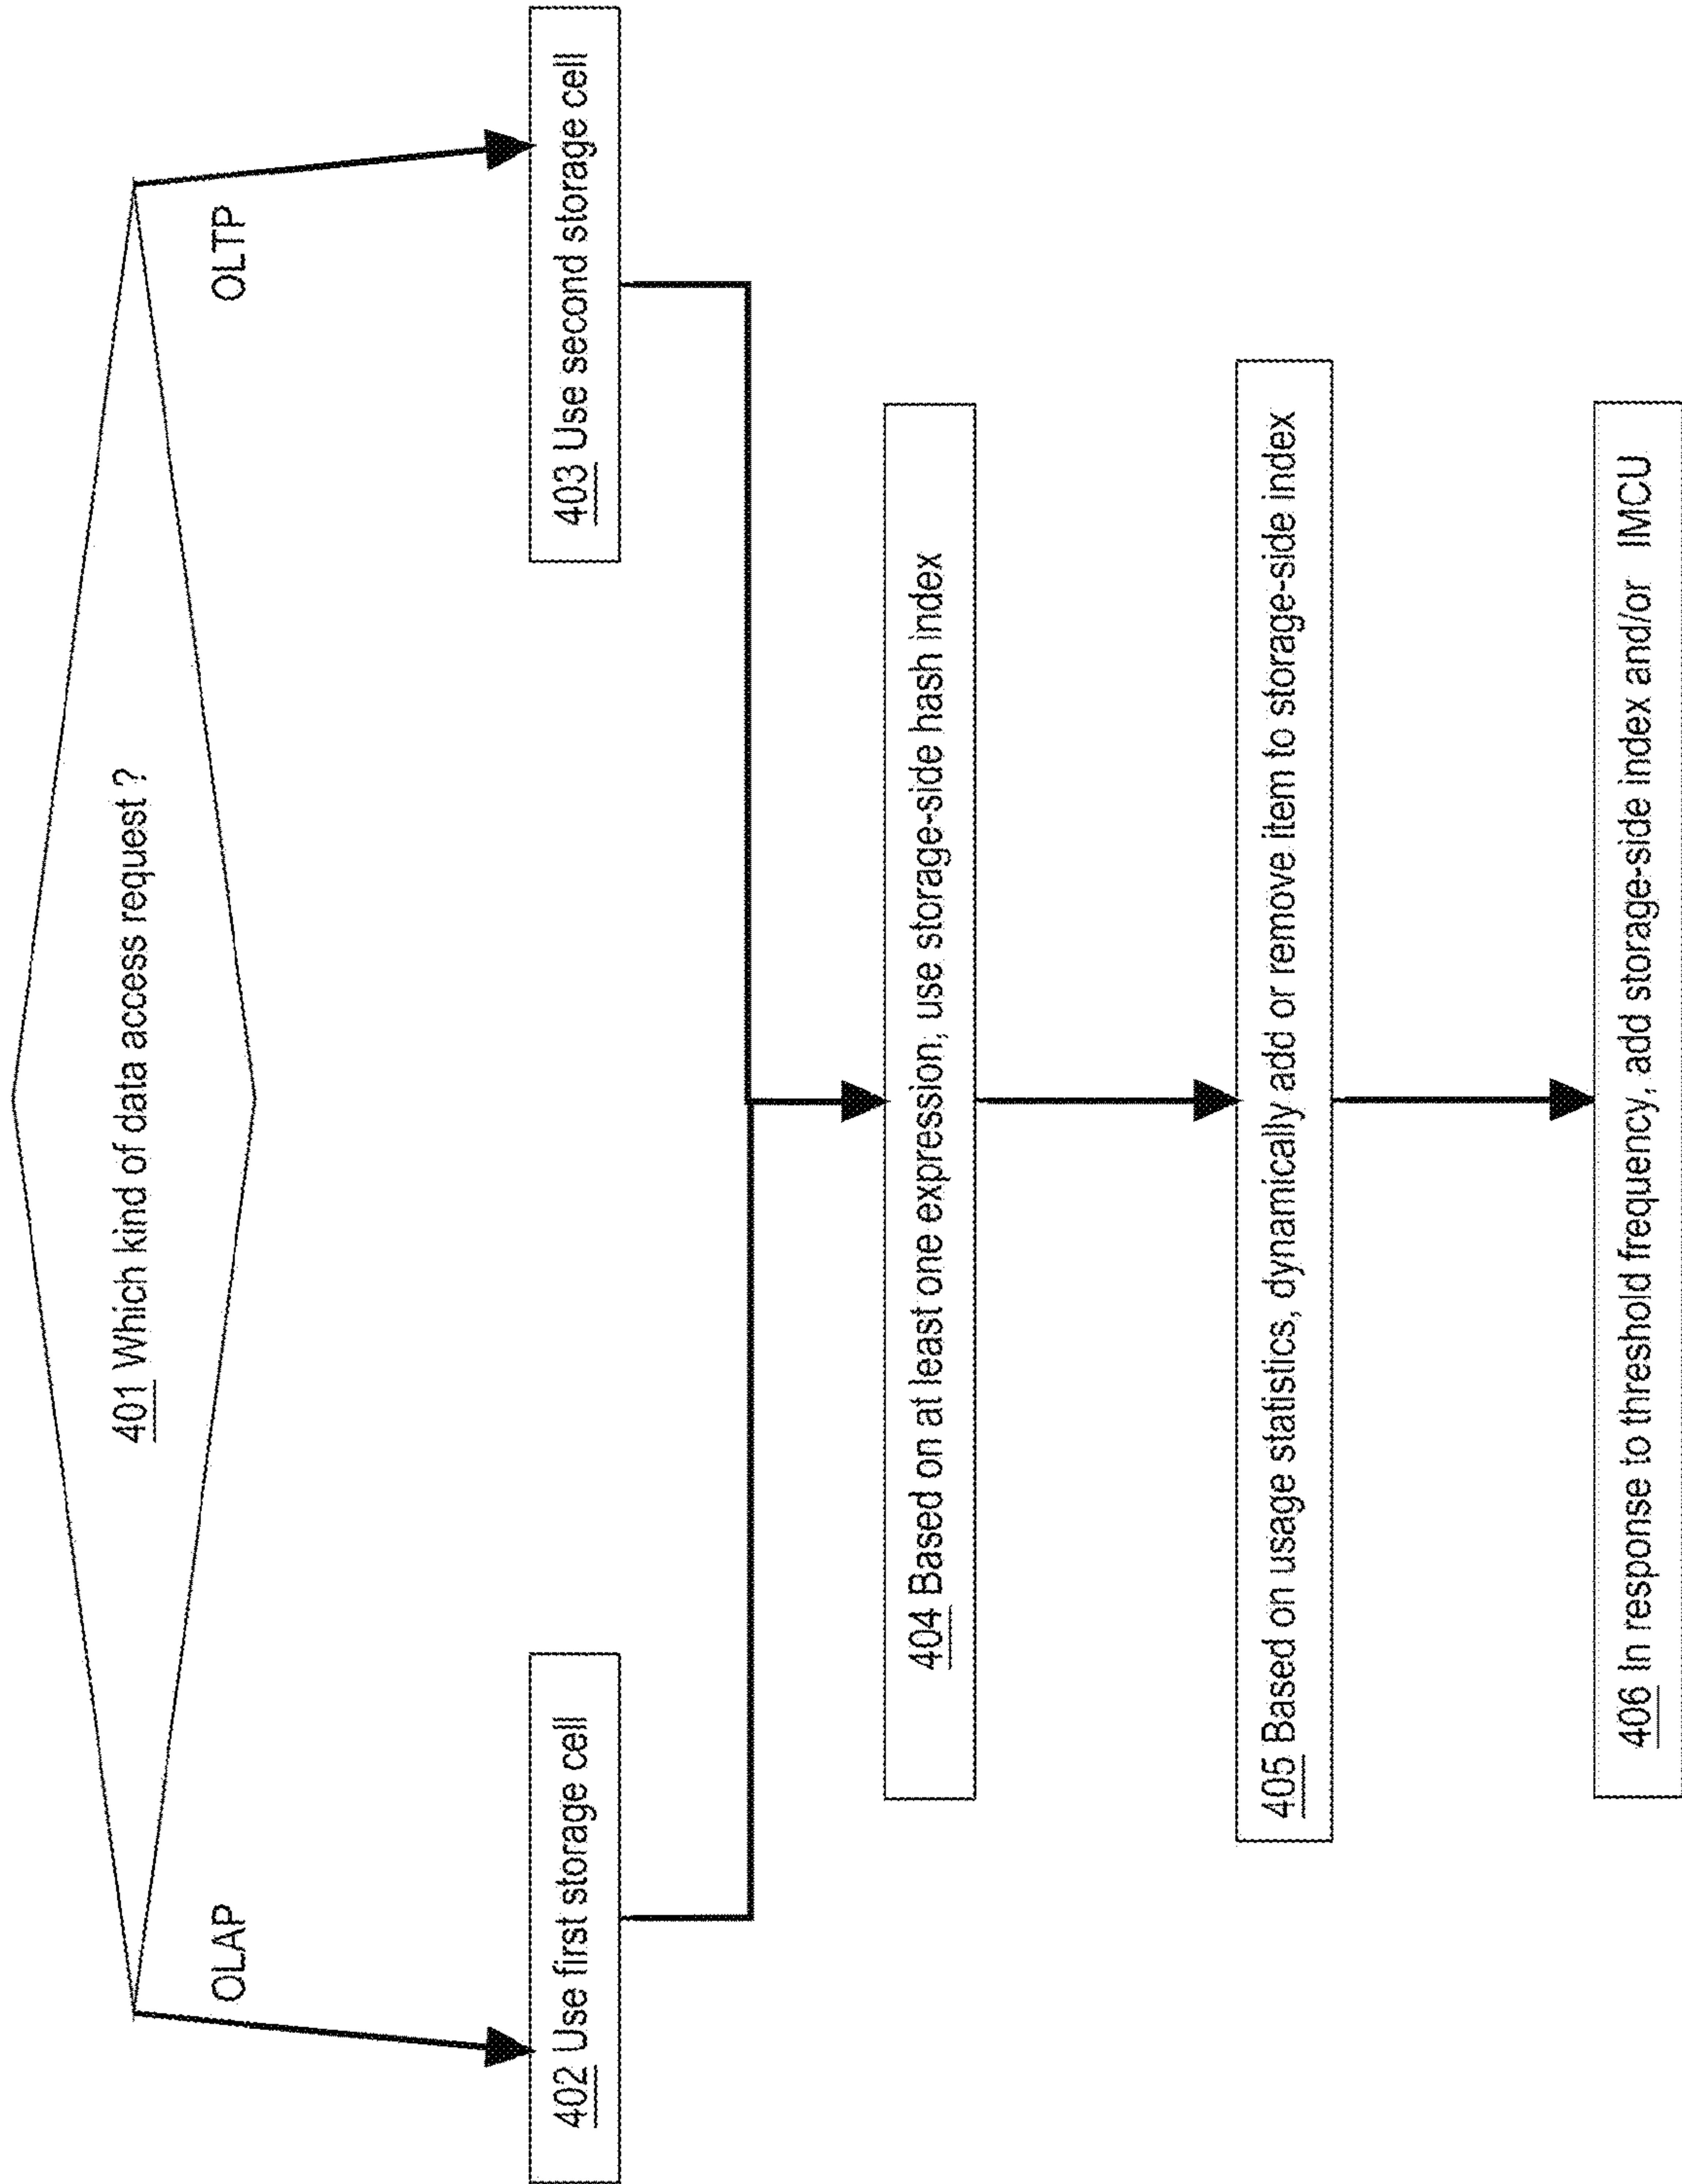 401 Which kind of data access request ?
OLAP
OLTP
402 Use first storage cell
403 Use second storage cell
404 Based on at least one expression, use storage-side hash index
405 Based on usage statistics, dynamically add or remove item to storage-side index
406 In response to threshold frequency, add storage-side index and/or IMCU